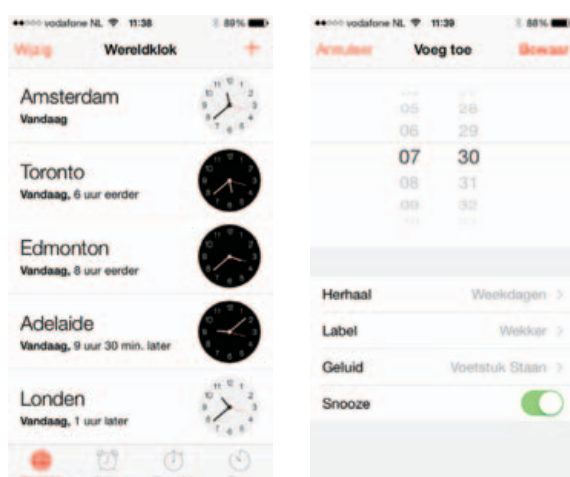 vodafone NL 11:38 89%
Wijzig Wereldklok +
Amsterdam
Vandaag
Toronto
Vandaag, 6 uur eerder
Edmonton
Vandaag, 8 uur eerder
Adelaide
Vandaag, 9 uur 30 min. later
Londen
Vandaag, 1 uur later
vodafone NL 11:39 88%
Annuleer Voeg toe Bewaar
05 28
06 29
07 30
08 31
09 32
Herhaal Weekdagen >
Label Wekker >
Geluid Voetstuk Staan >
Snooze